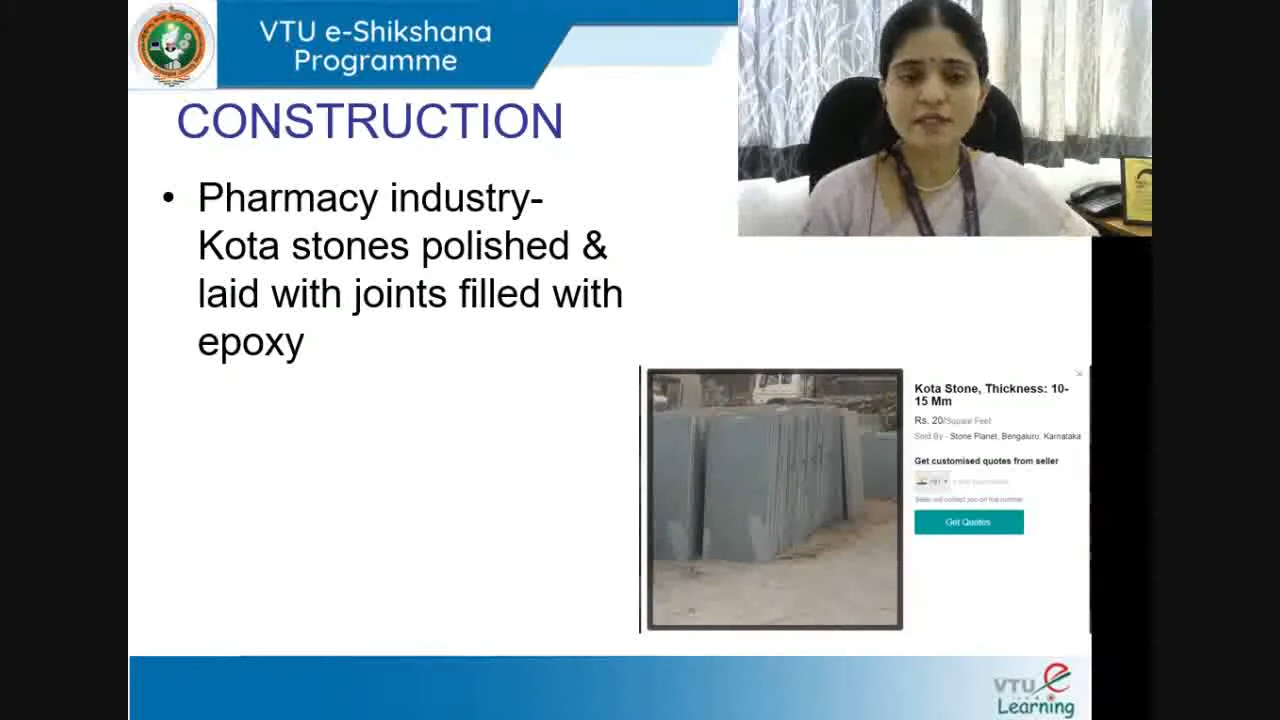 VTU e-Shikshana
Programme
CONSTRUCTION
• Pharmacy industry-
Kota stones polished &
laid with joints filled with
epoxy
Kota Stone, Thickness: 10-
15 Mm
Rs. 20/Square Feet
Sold By - Stone Planet, Bengaluru, Karnataka
Get customised quotes from seller
Get Quotes
VTU e
Learning